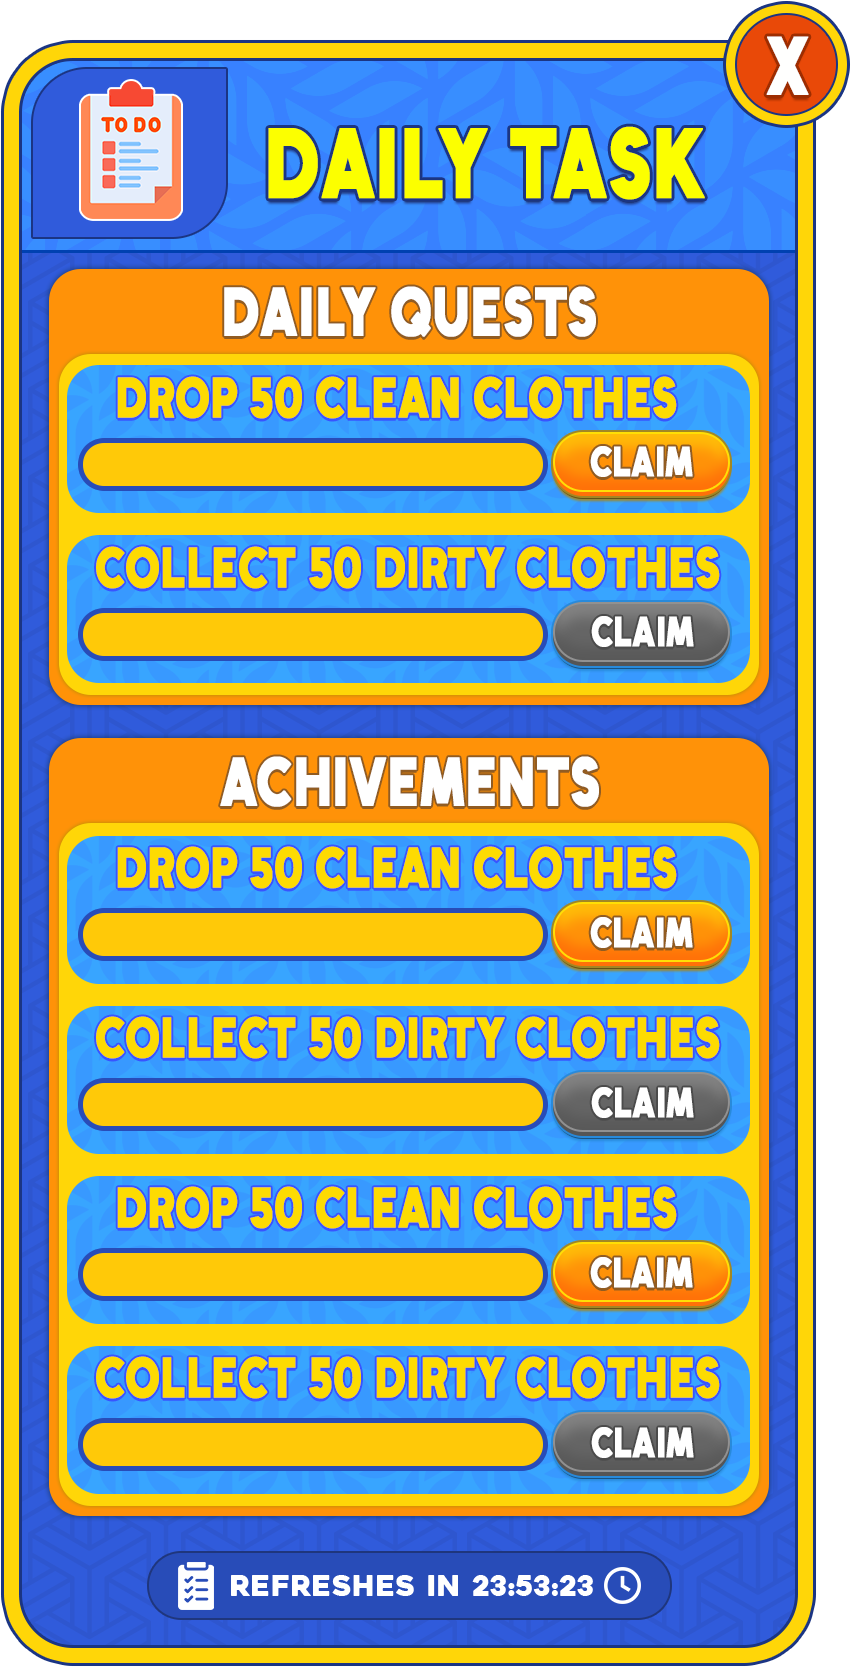 X
TO DO
DAILY TASK
DAILY QUESTS
DROP 50 CLEAN CLOTHES
CLAIM
COLLECT 50 DIRTY CLOTHES
CLAIM
ACHIVEMENTS
DROP 50 CLEAN CLOTHES
CLAIM
COLLECT 50 DIRTY CLOTHES
CLAIM
DROP 50 CLEAN CLOTHES
CLAIM
COLLECT 50 DIRTY CLOTHES
CLAIM
REFRESHES IN 23:53:23